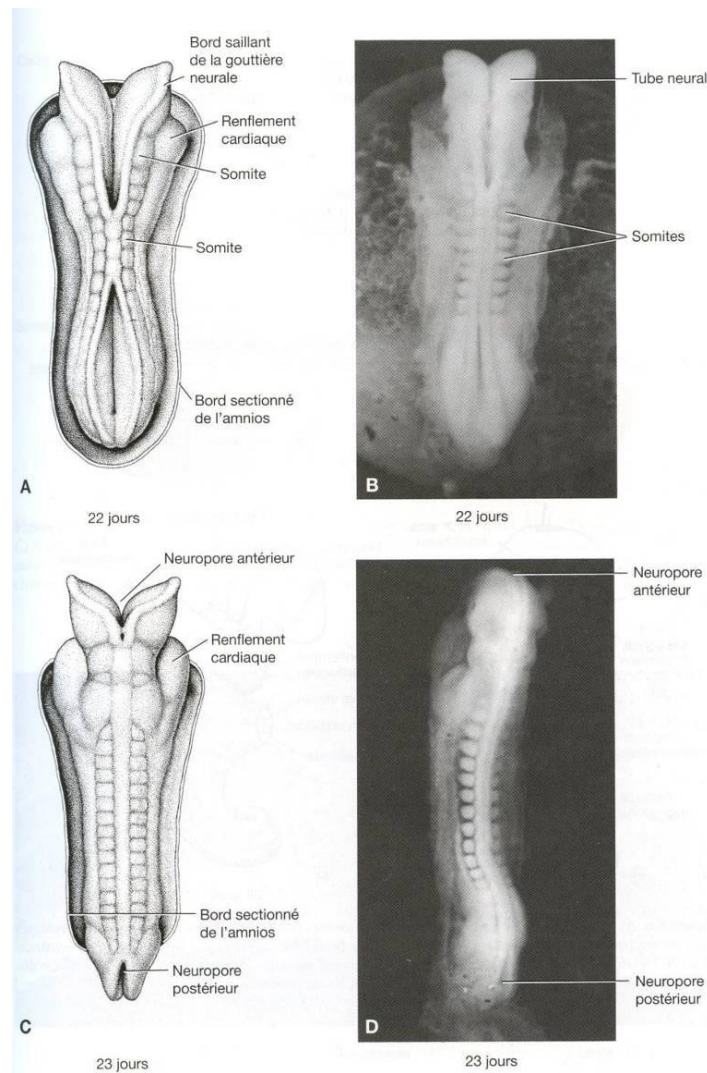 Bord saillant
de la gouttière
neurale
Renflement
cardiaque
Somite
Somite
Bord sectionné
de l'amnios
A
22 jours
Tube neural
Somites
B
22 jours
Neuropore antérieur
Renflement
cardiaque
Bord sectionné
de l'amnios
Neuropore
postérieur
C
23 jours
Neuropore
antérieur
Neuropore
postérieur
D
23 jours